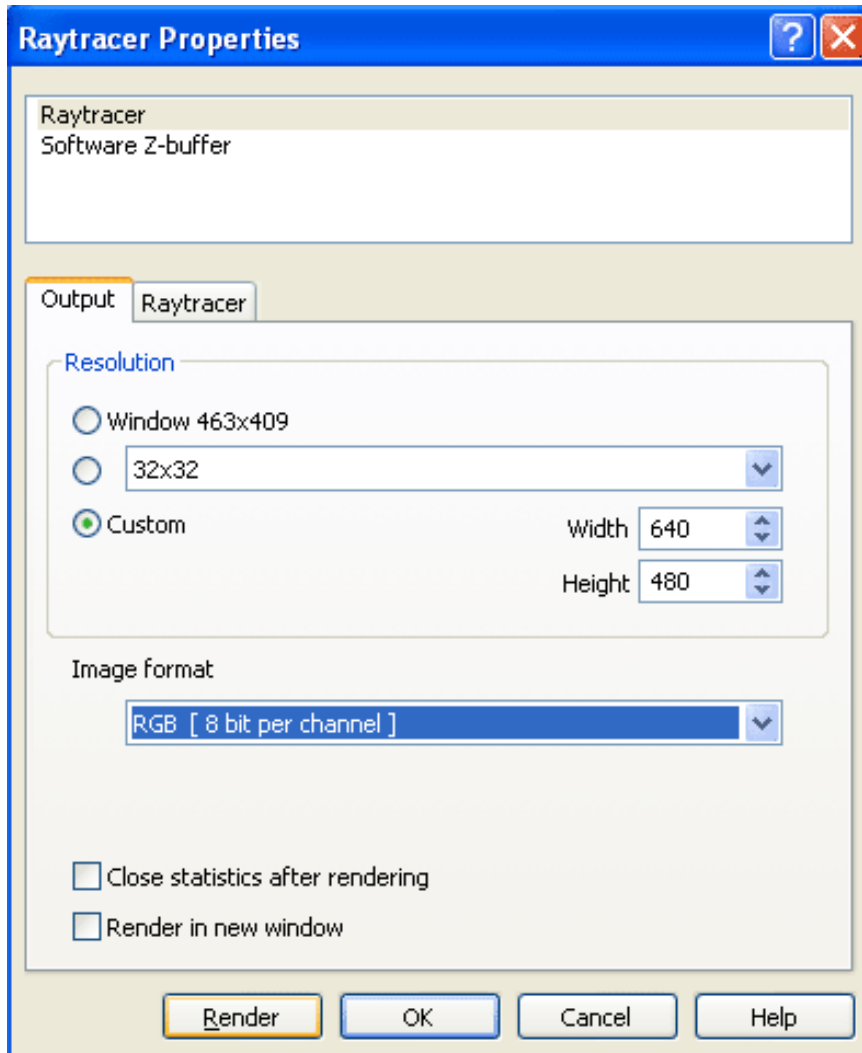 Raytracer Properties
Raytracer
Software Z-buffer
Output
Raytracer
Resolution
Window 463x409
32x32
Custom
Width 640
Height 480
Image format
RGB [ 8 bit per channel ]
Close statistics after rendering
Render in new window
Render OK Cancel Help